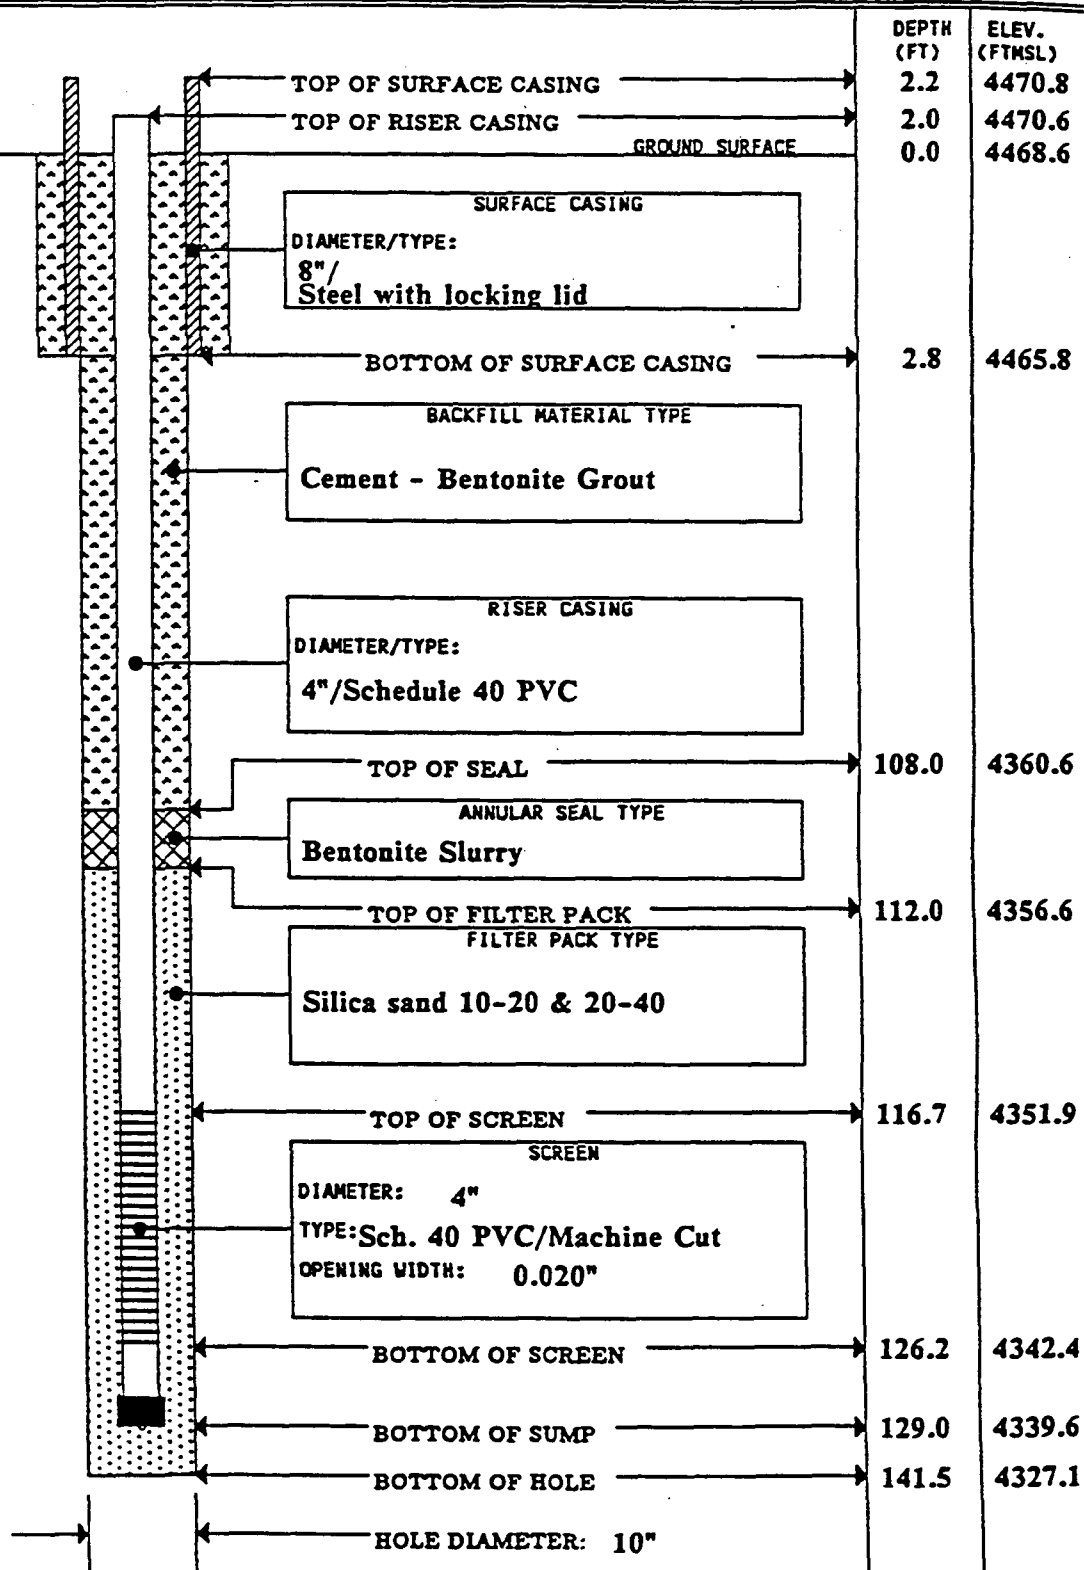 DEPTH ELEV.
(FT) (FTMSL)
TOP OF SURFACE CASING 2.2 4470.8
TOP OF RISER CASING 2.0 4470.6
GROUND SURFACE 0.0 4468.6
SURFACE CASING
DIAMETER/TYPE:
8"/
Steel with locking lid
BOTTOM OF SURFACE CASING 2.8 4465.8
BACKFILL MATERIAL TYPE
Cement - Bentonite Grout
RISER CASING
DIAMETER/TYPE:
4"/Schedule 40 PVC
TOP OF SEAL 108.0 4360.6
ANNULAR SEAL TYPE
Bentonite Slurry
TOP OF FILTER PACK 112.0 4356.6
FILTER PACK TYPE
Silica sand 10-20 & 20-40
TOP OF SCREEN 116.7 4351.9
SCREEN
DIAMETER: 4"
TYPE: Sch. 40 PVC/Machine Cut
OPENING WIDTH: 0.020"
BOTTOM OF SCREEN 126.2 4342.4
BOTTOM OF SUMP 129.0 4339.6
BOTTOM OF HOLE 141.5 4327.1
HOLE DIAMETER: 10"